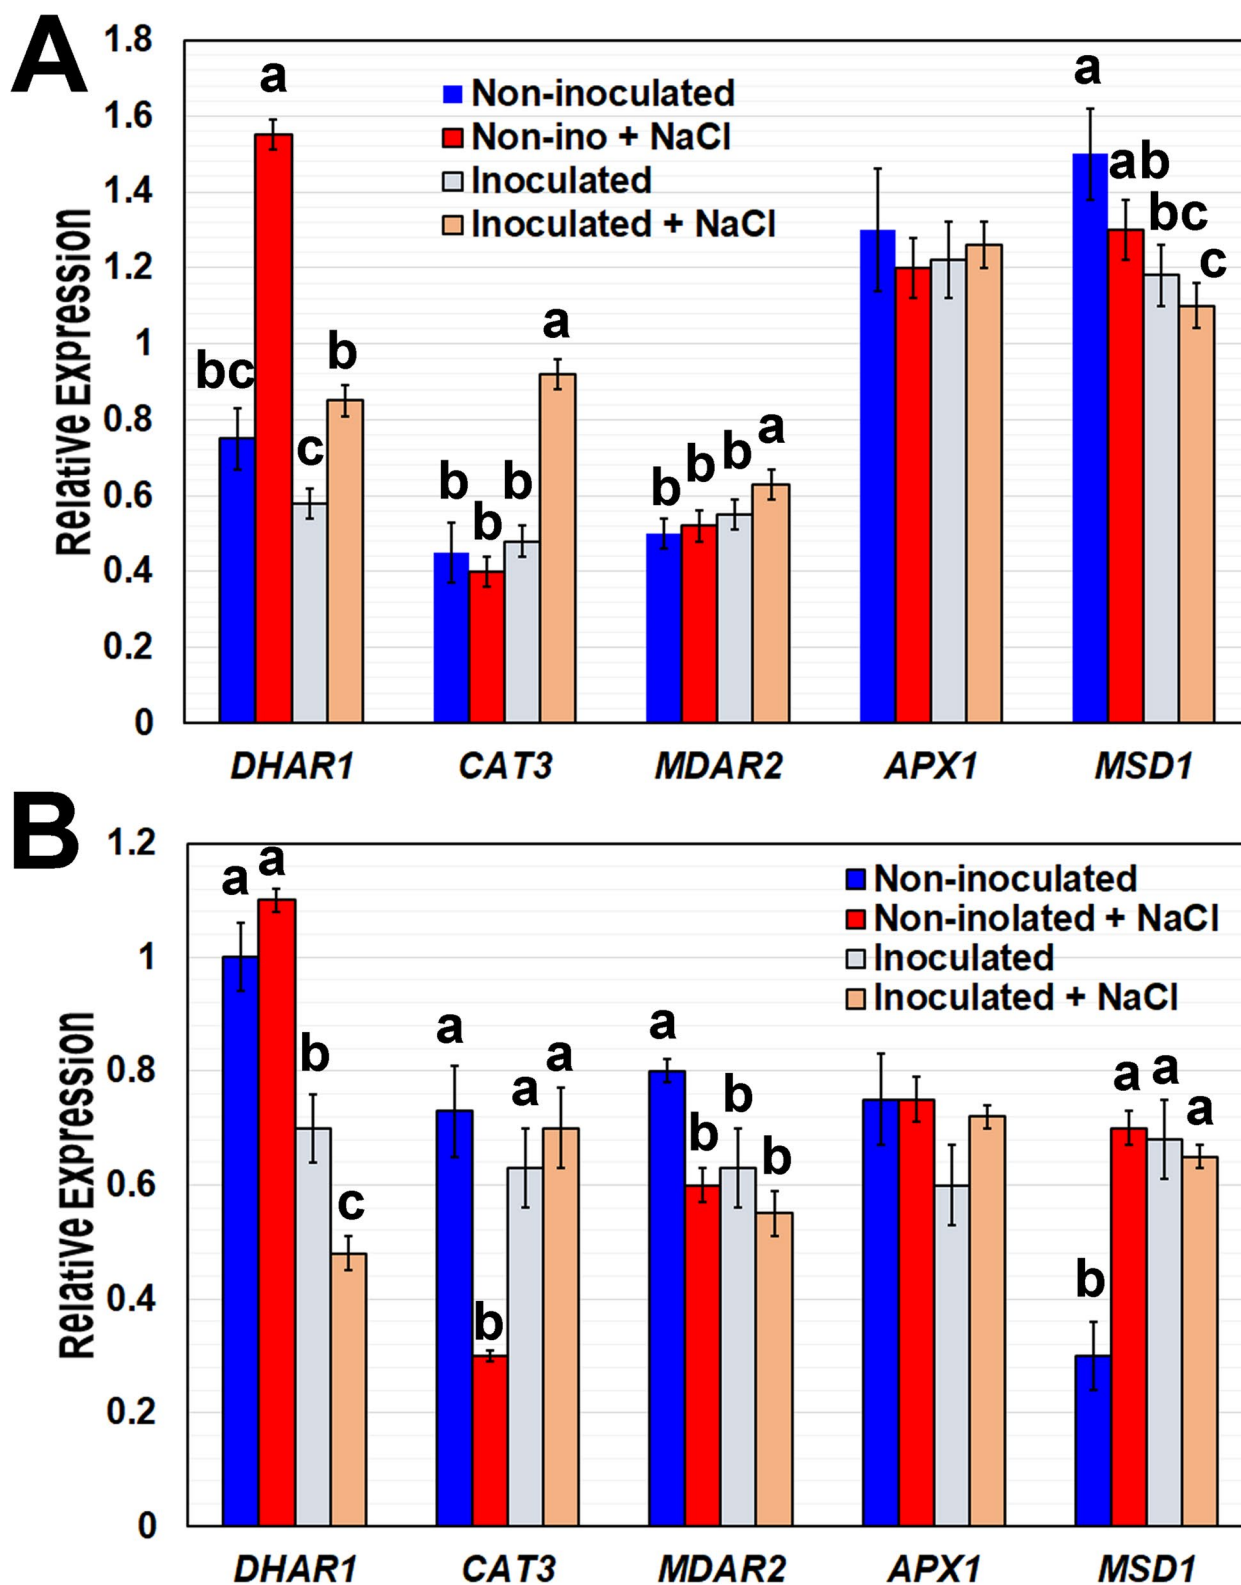 A
Relative Expression
1.8
1.6
1.4
1.2
1
0.8
0.6
0.4
0.2
0
Non-inoculated
Non-ino + NaCl
Inoculated
Inoculated + NaCl
bc a c b
b b b a
b b b a
a ab bc c
DHAR1 CAT3 MDAR2 APX1 MSD1
B
Relative Expression
1.2
1
0.8
0.6
0.4
0.2
0
Non-inoculated
Non-inolated + NaCl
Inoculated
Inoculated + NaCl
a a b c
a b a a
a b b b
b a a a
DHAR1 CAT3 MDAR2 APX1 MSD1